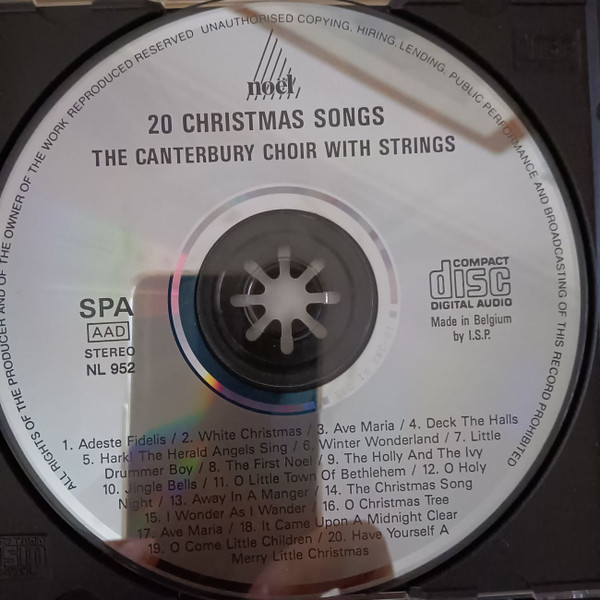 ALL RIGHTS OF THE PRODUCER AND OF THE OWNER OF THE WORK REPRODUCED RESERVED UNAUTHORISED COPYING, HIRING, LENDING, PUBLIC PERFORMANCE AND BROADCASTING OF THIS RECORD PROHIBITED
noël
20 CHRISTMAS SONGS
THE CANTERBURY CHOIR WITH STRINGS
SPA
AAD
STEREO
NL 952
COMPACT
disc
DIGITAL AUDIO
Made in Belgium
by I.S.P.
1. Adeste Fidelis / 2. White Christmas / 3. Ave Maria / 4. Deck The Halls
5. Hark! The Herald Angels Sing / 6. Winter Wonderland / 7. Little
Drummer Boy / 8. The First Noel / 9. The Holly And The Ivy
10. Jingle Bells / 11. O Little Town Of Bethlehem / 12. O Holy
Night / 13. Away In A Manger / 14. The Christmas Song
15. I Wonder As I Wander / 16. O Christmas Tree
17. Ave Maria / 18. It Came Upon A Midnight Clear
19. O Come Little Children / 20. Have Yourself A
Merry Little Christmas